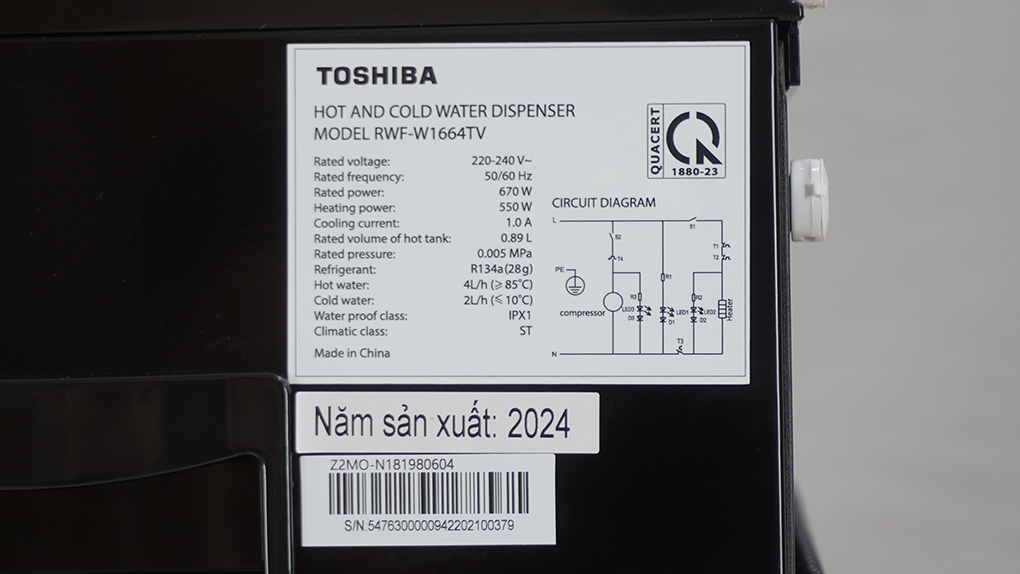 TOSHIBA
HOT AND COLD WATER DISPENSER
MODEL RWF-W1664TV
QUACERT
1880-23
Rated voltage: 220-240 V~
Rated frequency: 50/60 Hz
Rated power: 670 W
Heating power: 550 W
Cooling current: 1.0 A
Rated volume of hot tank: 0.89 L
Rated pressure: 0.005 MPa
Refrigerant: R134a(28g)
Hot water: 4L/h (≥85°C)
Cold water: 2L/h (≤10°C)
Water proof class: IPX1
Climatic class: ST
Made in China
CIRCUIT DIAGRAM
L
S1
S2
T1
T2
T4
PE
R1
R3
R2
compressor
LED3
D3
D1
LED1
LED2
D2
Heater
T3
N
Năm sản xuất: 2024
Z2MO-N181980604
S/N:5476300000942202100379